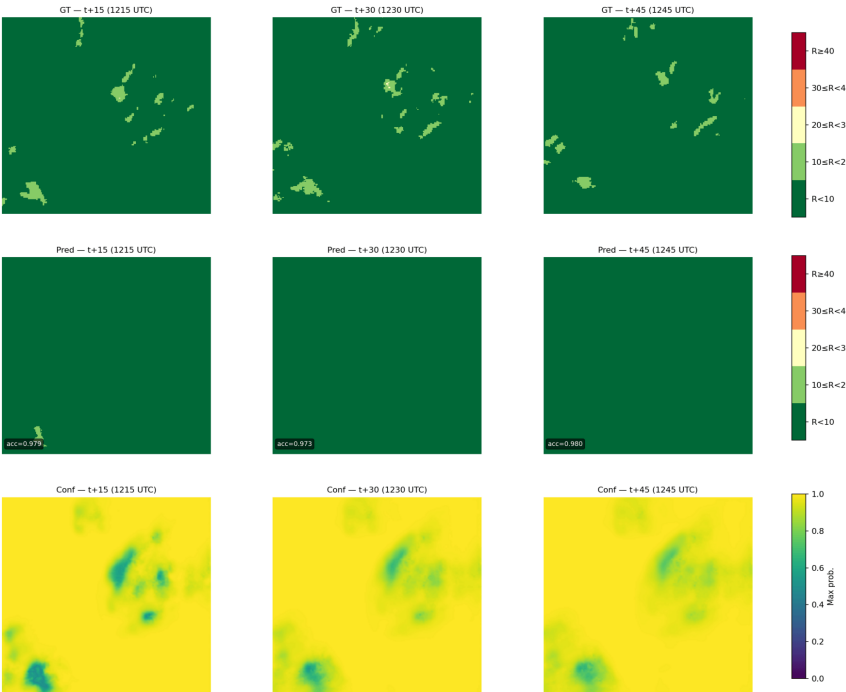 GT — t+15 (1215 UTC)
GT — t+30 (1230 UTC)
GT — t+45 (1245 UTC)
R≥40
30≤R<4
20≤R<3
10≤R<2
R<10
Pred — t+15 (1215 UTC)
Pred — t+30 (1230 UTC)
Pred — t+45 (1245 UTC)
acc=0.979
acc=0.973
acc=0.980
R≥40
30≤R<4
20≤R<3
10≤R<2
R<10
Conf — t+15 (1215 UTC)
Conf — t+30 (1230 UTC)
Conf — t+45 (1245 UTC)
1.0
0.8
0.6
0.4
0.2
0.0
Max prob.